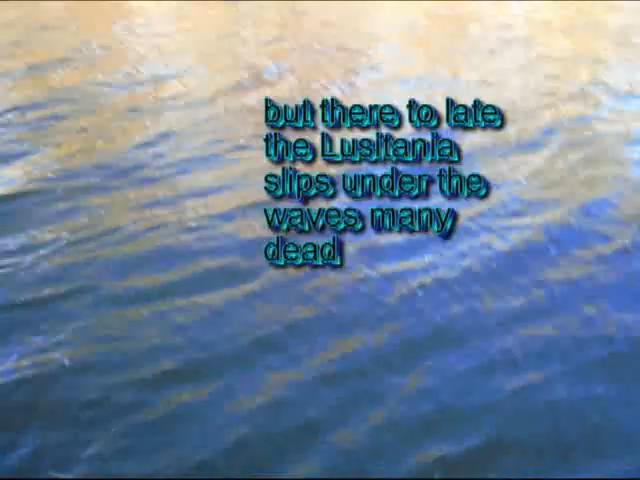 but there to late
the Lusitania
slips under the
waves many
dead